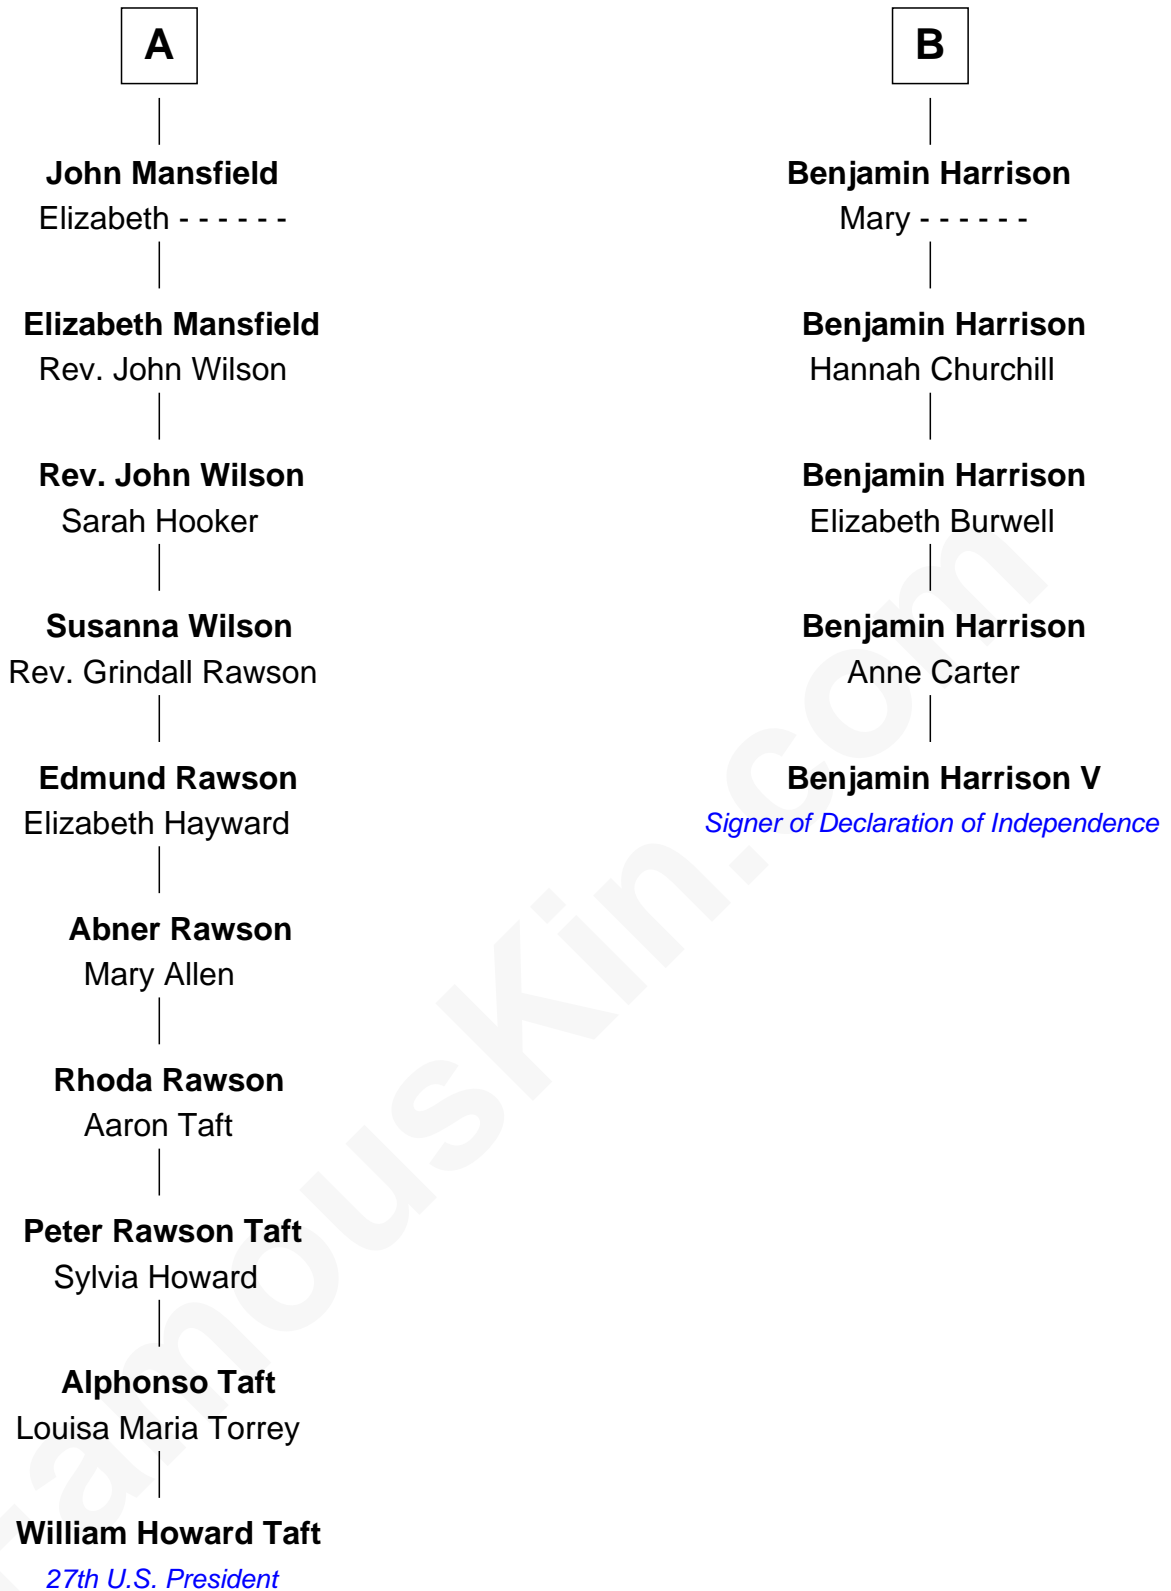 A
John Mansfield
Elizabeth - - - - - -
Elizabeth Mansfield
Rev. John Wilson
Rev. John Wilson
Sarah Hooker
Susanna Wilson
Rev. Grindall Rawson
Edmund Rawson
Elizabeth Hayward
Abner Rawson
Mary Allen
Rhoda Rawson
Aaron Taft
Peter Rawson Taft
Sylvia Howard
Alphonso Taft
Louisa Maria Torrey
William Howard Taft
27th U.S. President
B
Benjamin Harrison
Mary - - - - - -
Benjamin Harrison
Hannah Churchill
Benjamin Harrison
Elizabeth Burwell
Benjamin Harrison
Anne Carter
Benjamin Harrison V
Signer of Declaration of Independence
FamousKin.com